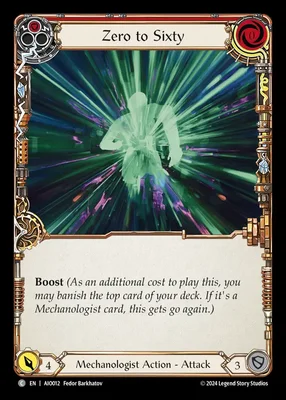 Zero to Sixty
Boost (As an additional cost to play this, you
may banish the top card of your deck. If it's a
Mechanologist card, this gets go again.)
4
Mechanologist Action - Attack
3
C EN | AIO012 Fedor Barkhatov
© 2024 Legend Story Studios